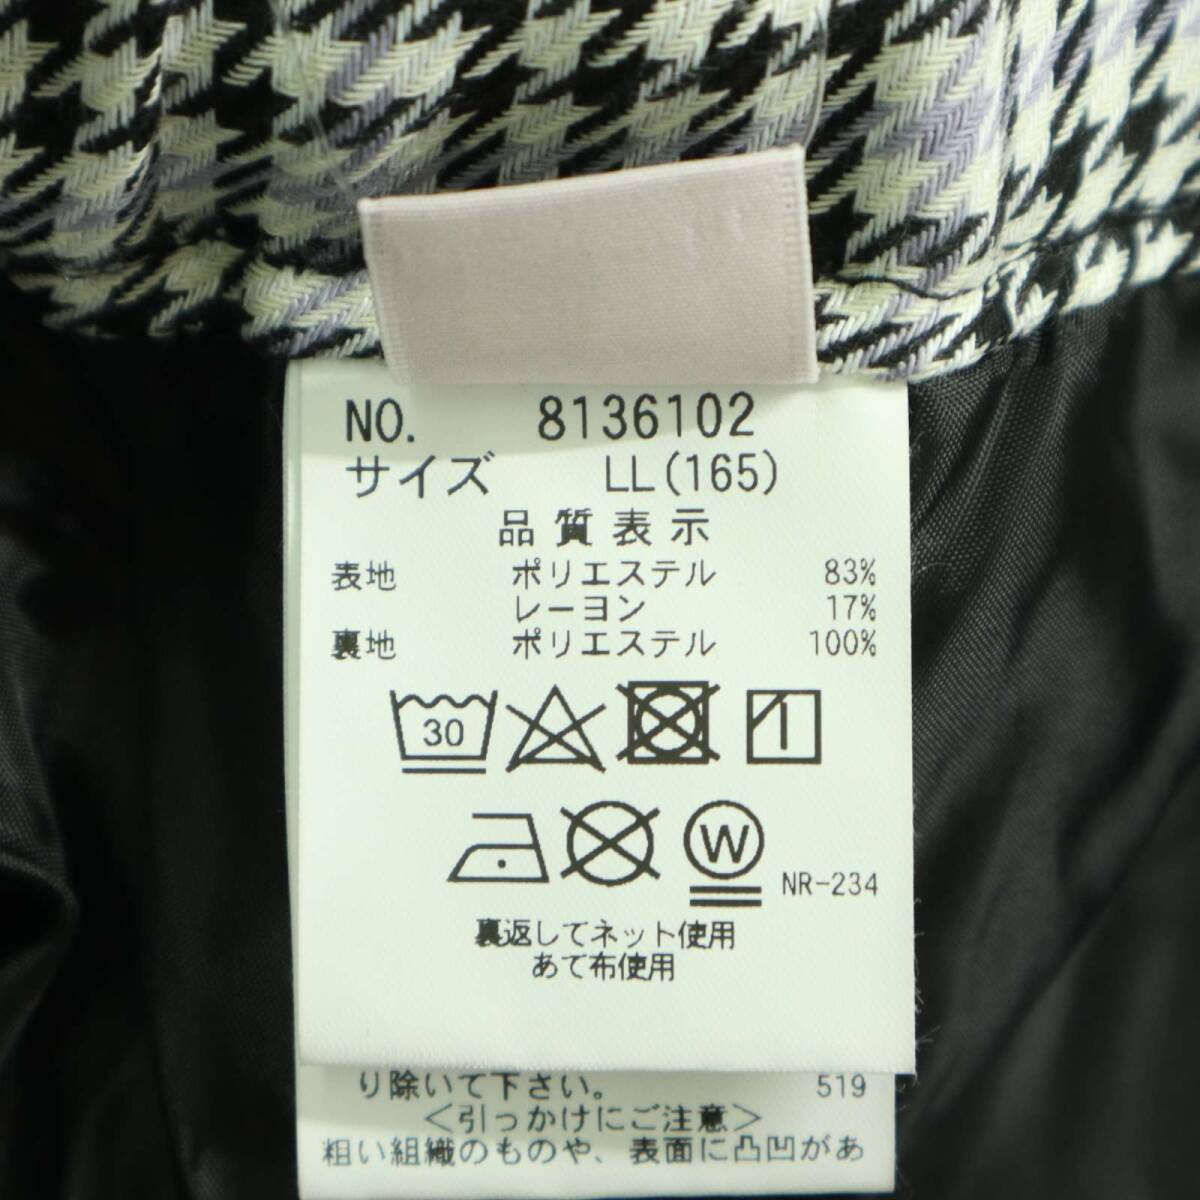 NO. 8136102
サイズ LL(165)
品質表示
表地 ポリエステル 83%
レーヨン 17%
裏地 ポリエステル 100%
30
W NR-234
裏返してネット使用
あて布使用
り除いて下さい。 519
＜引っかけにご注意＞
粗い組織のものや、表面に凸凹があ